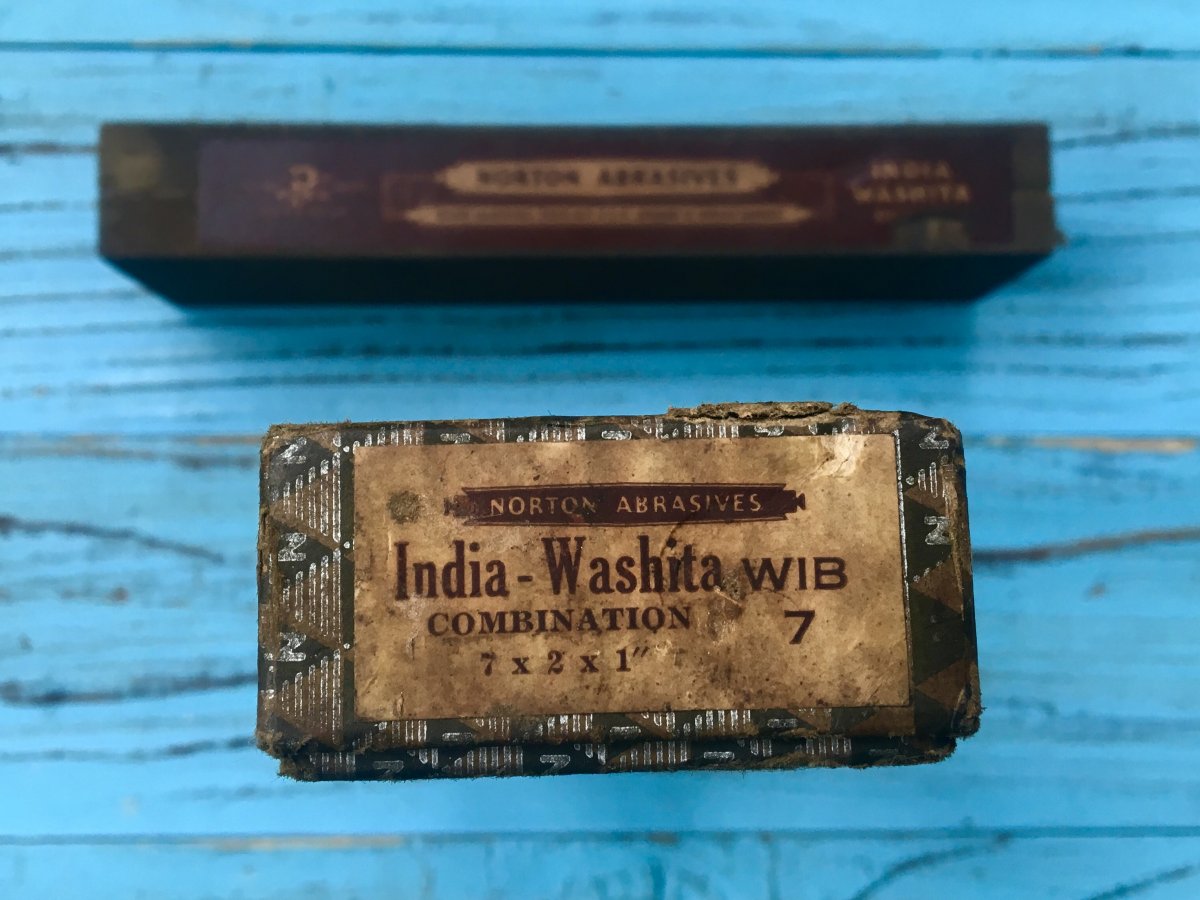 NORTON ABRASIVES
INDIA
WASHITA
NORTON ABRASIVES
India-Washita WIB
COMBINATION 7
7 x 2 x 1"